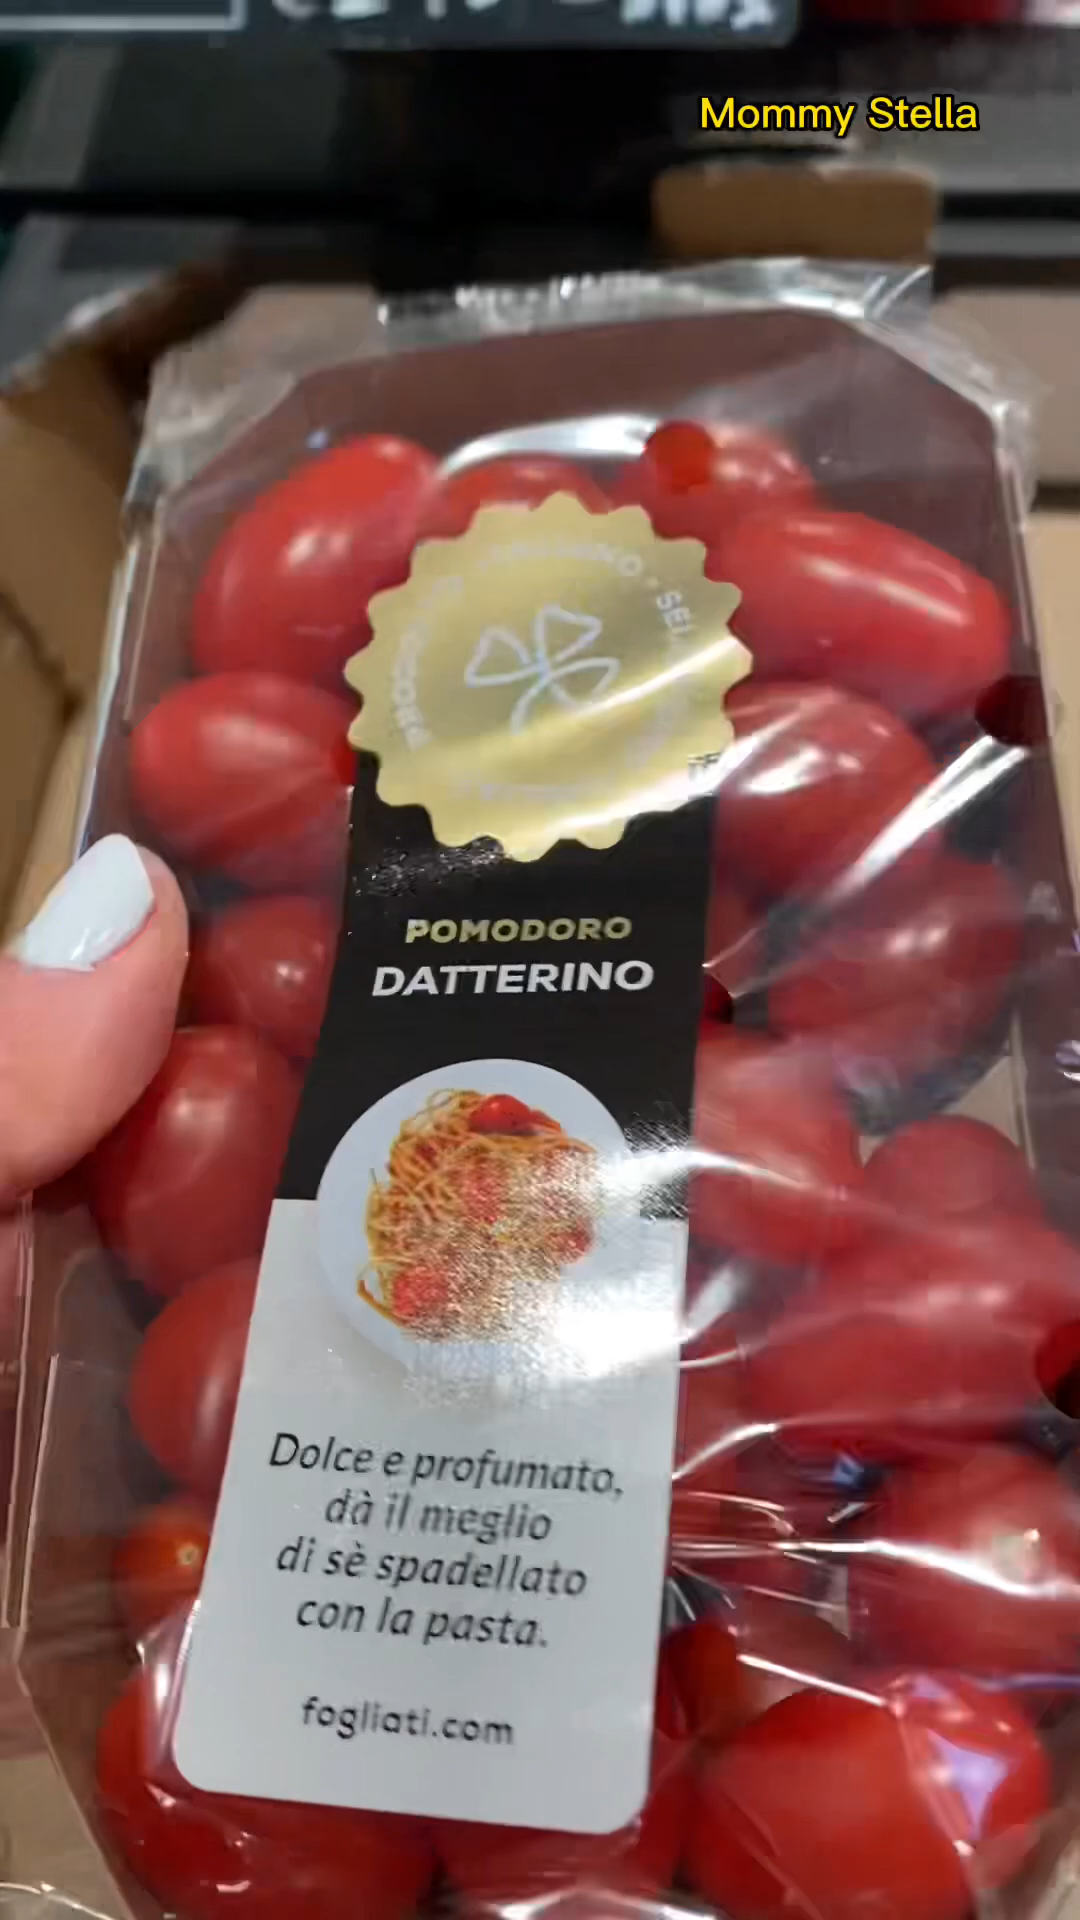 Mommy Stella
POMODORO
DATTERINO
Dolce e profumato,
dà il meglio
di sè spadellato
con la pasta.
fogliati.com